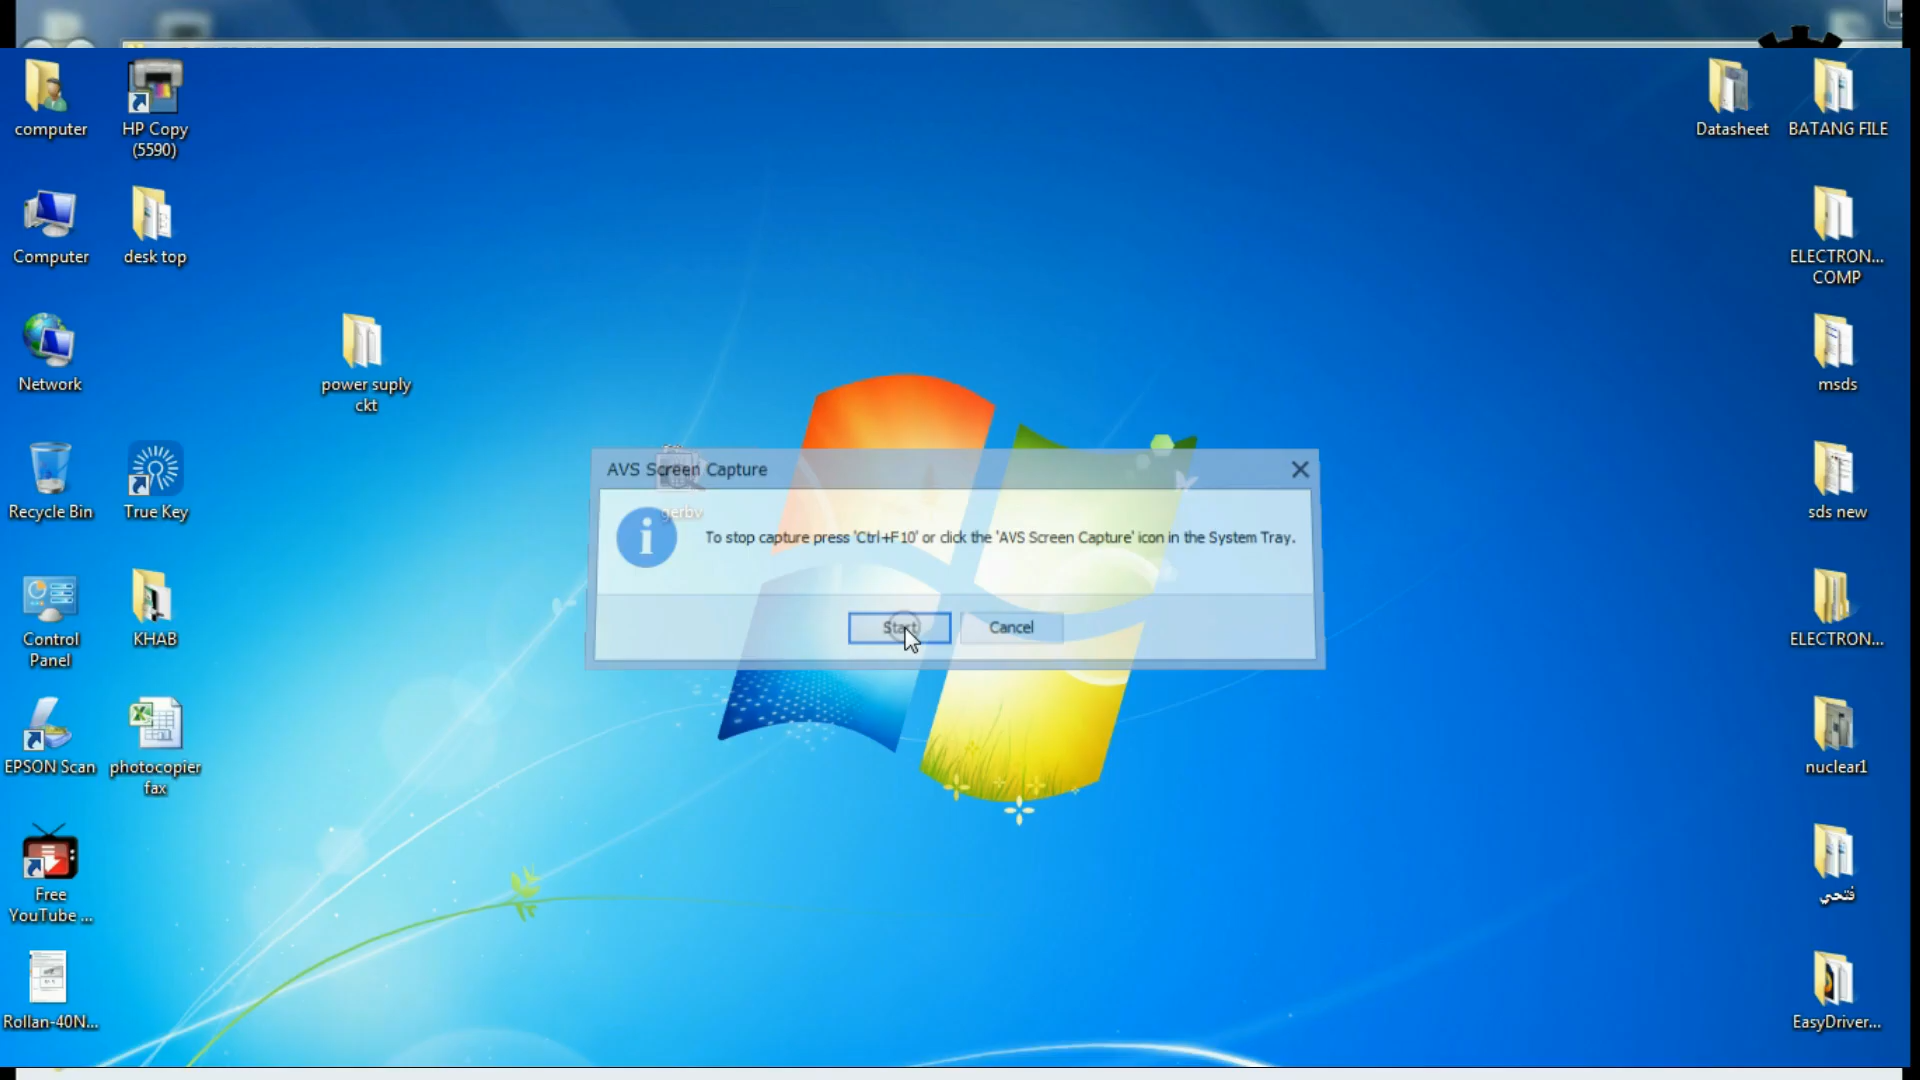 computer
HP Copy
(5590)
Datasheet
BATANG FILE
Computer
desk top
ELECTRON...
COMP
Network
power suply
ckt
msds
Recycle Bin
True Key
gerbv
sds new
AVS Screen Capture
To stop capture press 'Ctrl+F10' or click the 'AVS Screen Capture' icon in the System Tray.
Start
Cancel
Control
Panel
KHAB
ELECTRON...
EPSON Scan
photocopier
fax
nuclear1
Free
YouTube ...
فتحي
Rollan-40N...
EasyDriver...